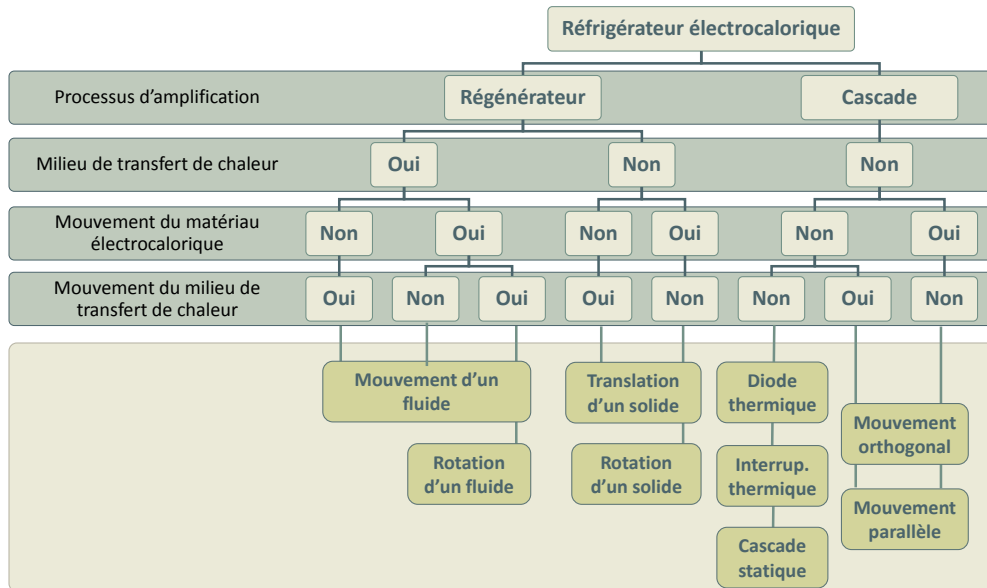 Réfrigérateur électrocalorique
Processus d'amplification
Régénérateur
Cascade
Milieu de transfert de chaleur
Oui
Non
Non
Mouvement du matériau
électrocalorique
Non
Oui
Non
Oui
Non
Oui
Mouvement du milieu de
transfert de chaleur
Oui
Non
Oui
Oui
Non
Non
Oui
Non
Mouvement d'un
fluide
Translation
d'un solide
Diode
thermique
Mouvement
orthogonal
Rotation
d'un fluide
Rotation
d'un solide
Interrup.
thermique
Mouvement
parallèle
Cascade
statique